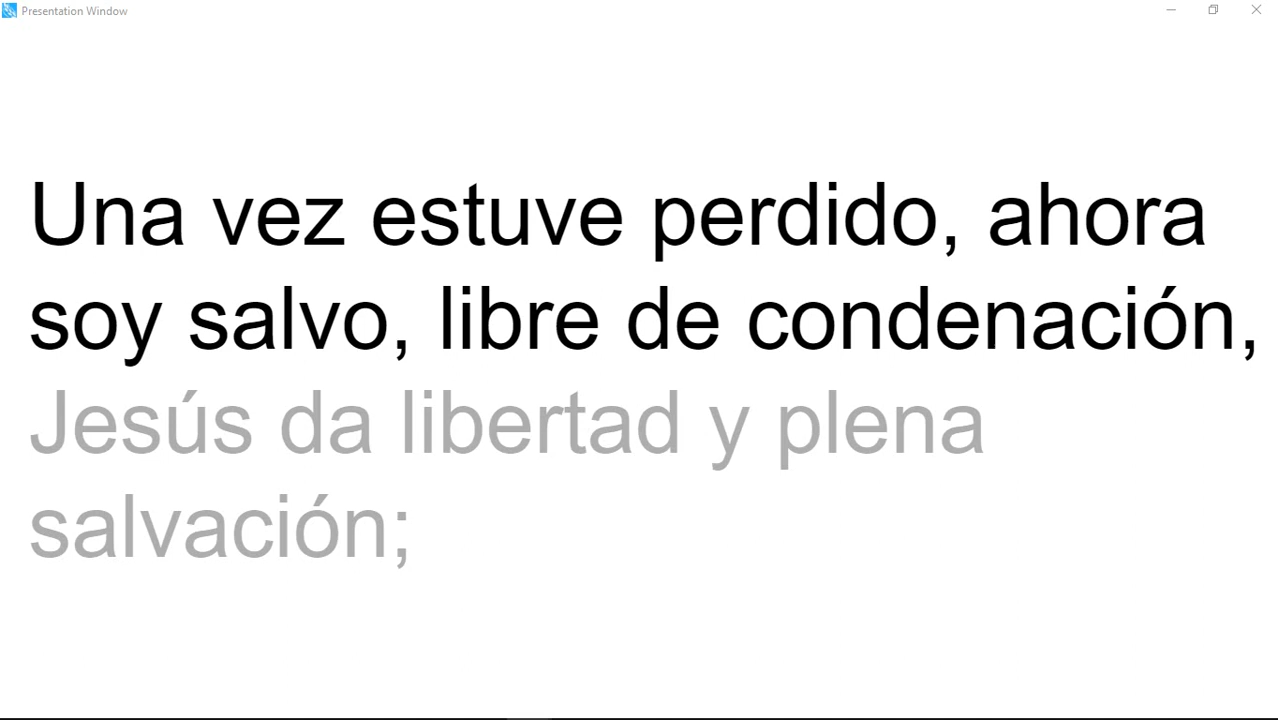 Presentation Window
Una vez estuve perdido, ahora
soy salvo, libre de condenación,
Jesús da libertad y plena
salvación;